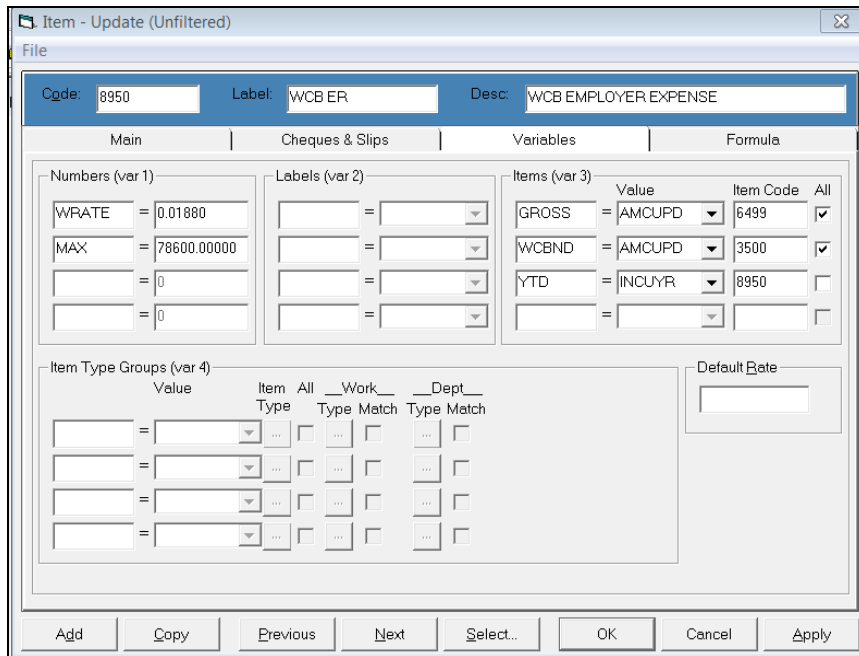 Item - Update (Unfiltered)
File
Code: 8950 Label: WCB ER Desc: WCB EMPLOYER EXPENSE
Main Cheques & Slips Variables Formula
Numbers (var 1) Labels (var 2) Items (var 3)
Value Item Code All
WRATE = 0.01880 = GROSS = AMCUPD 6499
MAX = 78600.00000 = WCBND = AMCUPD 3500
= 0 = YTD = INCUYR 8950
= 0 = =
Item Type Groups (var 4) Default Rate
Value Item All __Work__ __Dept__
Type Type Match Type Match
= ... ... ...
= ... ... ...
= ... ... ...
= ... ... ...
Add Copy Previous Next Select... OK Cancel Apply